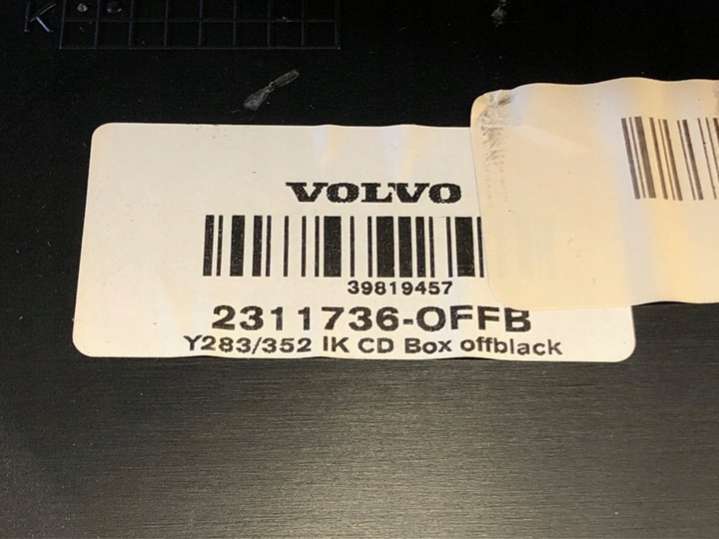 K
VOLVO
39819457
2311736-OFFB
Y283/352 IK CD Box offblack